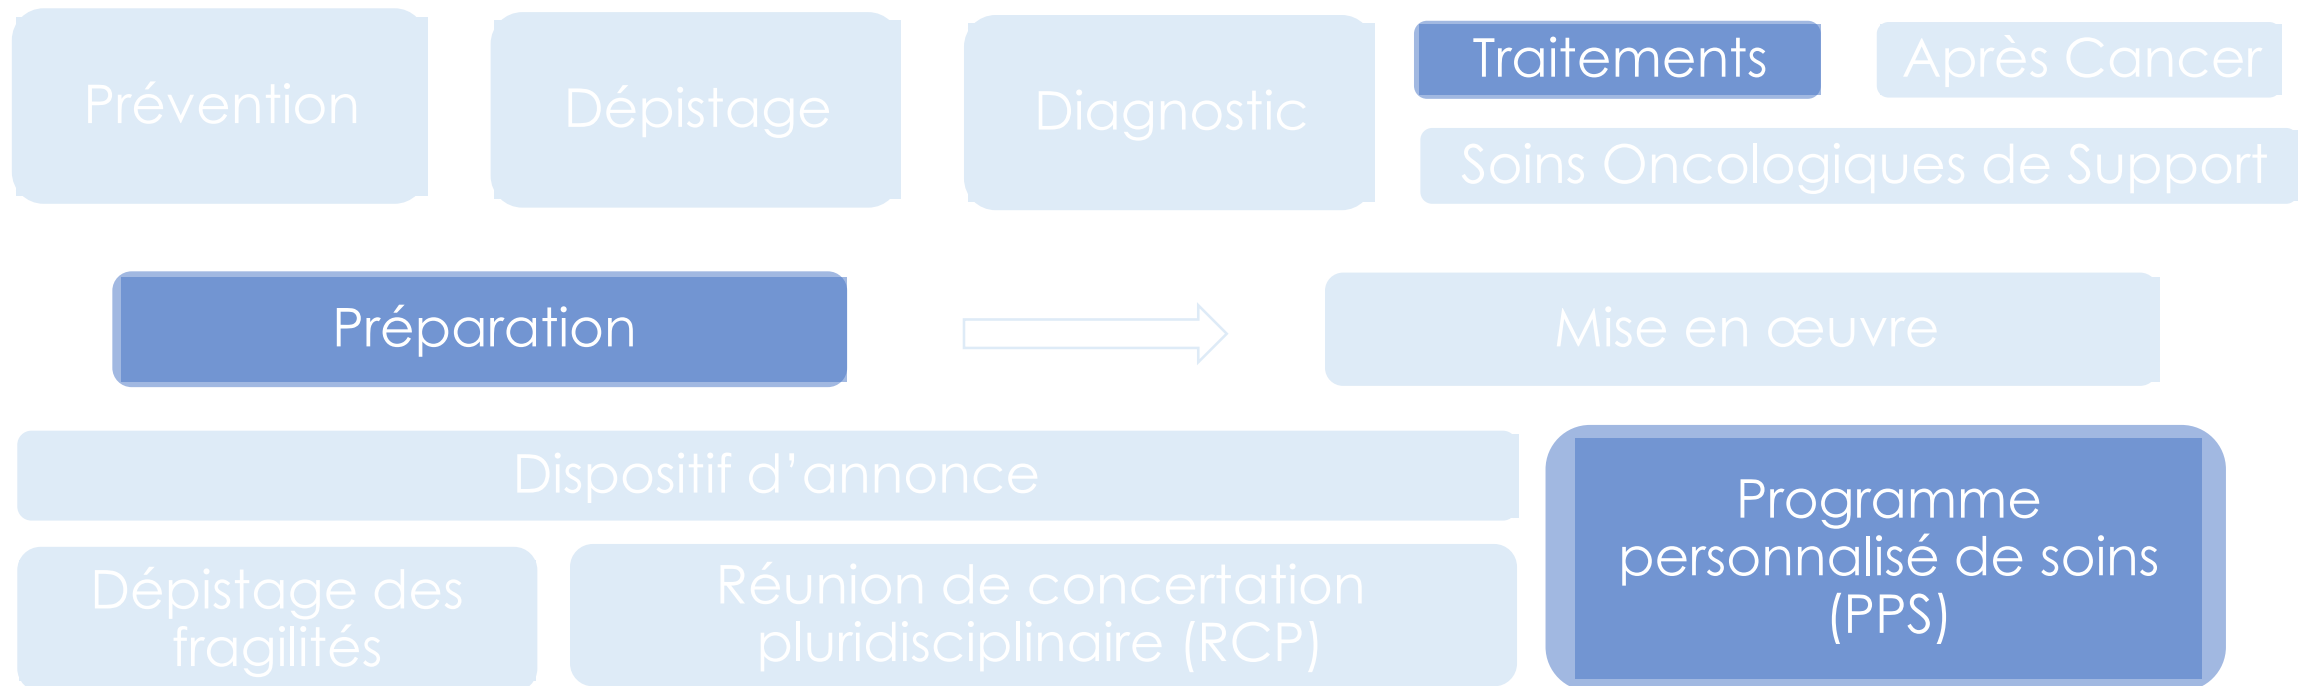 Prévention
Dépistage
Diagnostic
Traitements
Après Cancer
Soins Oncologiques de Support
Préparation
Mise en œuvre
Dispositif d’annonce
Programme
personnalisé de soins
(PPS)
Dépistage des
fragilités
Réunion de concertation
pluridisciplinaire (RCP)